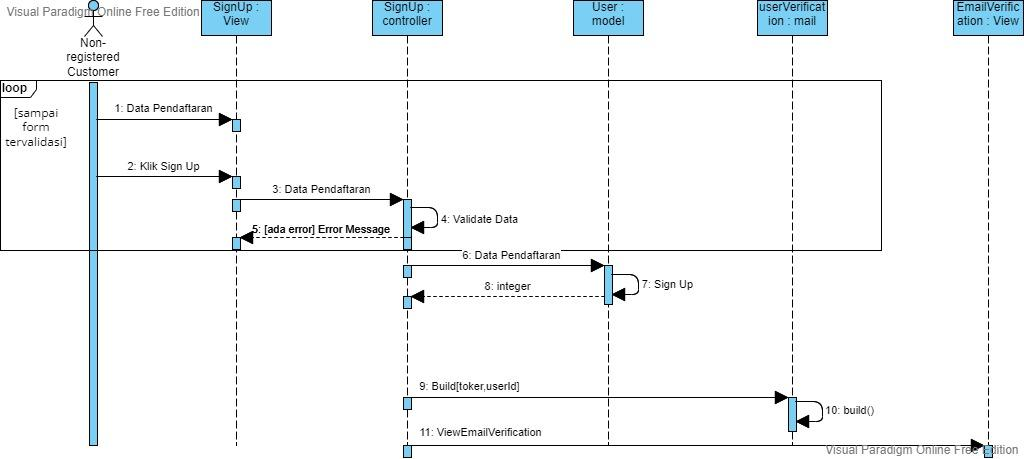 Visual Paradigm Online Free Edition
SignUp :
View
SignUp :
controller
User :
model
userVerificat
ion : mail
EmailVerific
ation : View
Non-
registered
Customer
loop
[sampai
form
tervalidasi]
1: Data Pendaftaran
2: Klik Sign Up
3: Data Pendaftaran
4: Validate Data
5: [ada error] Error Message
6: Data Pendaftaran
7: Sign Up
8: integer
9: Build[toker,userId]
10: build()
11: ViewEmailVerification
Visual Paradigm Online Free Edition